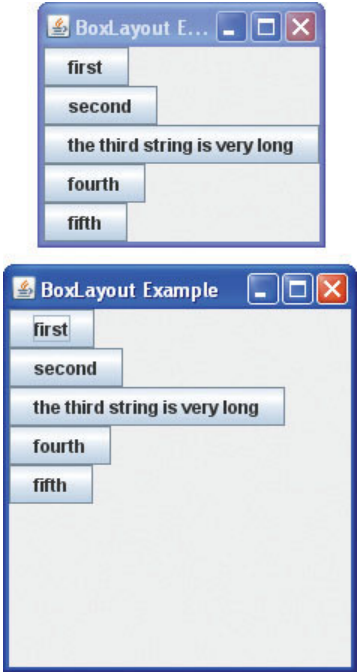 BoxLayout E...
first
second
the third string is very long
fourth
fifth
BoxLayout Example
first
second
the third string is very long
fourth
fifth